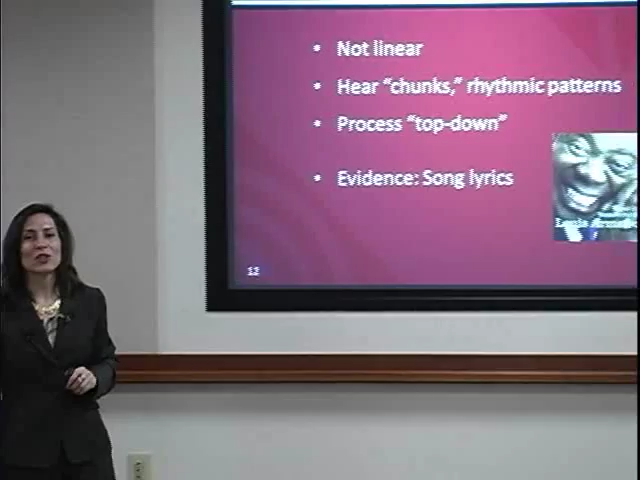 • Not linear
• Hear “chunks,” rhythmic patterns
• Process “top-down”
• Evidence: Song lyrics
12